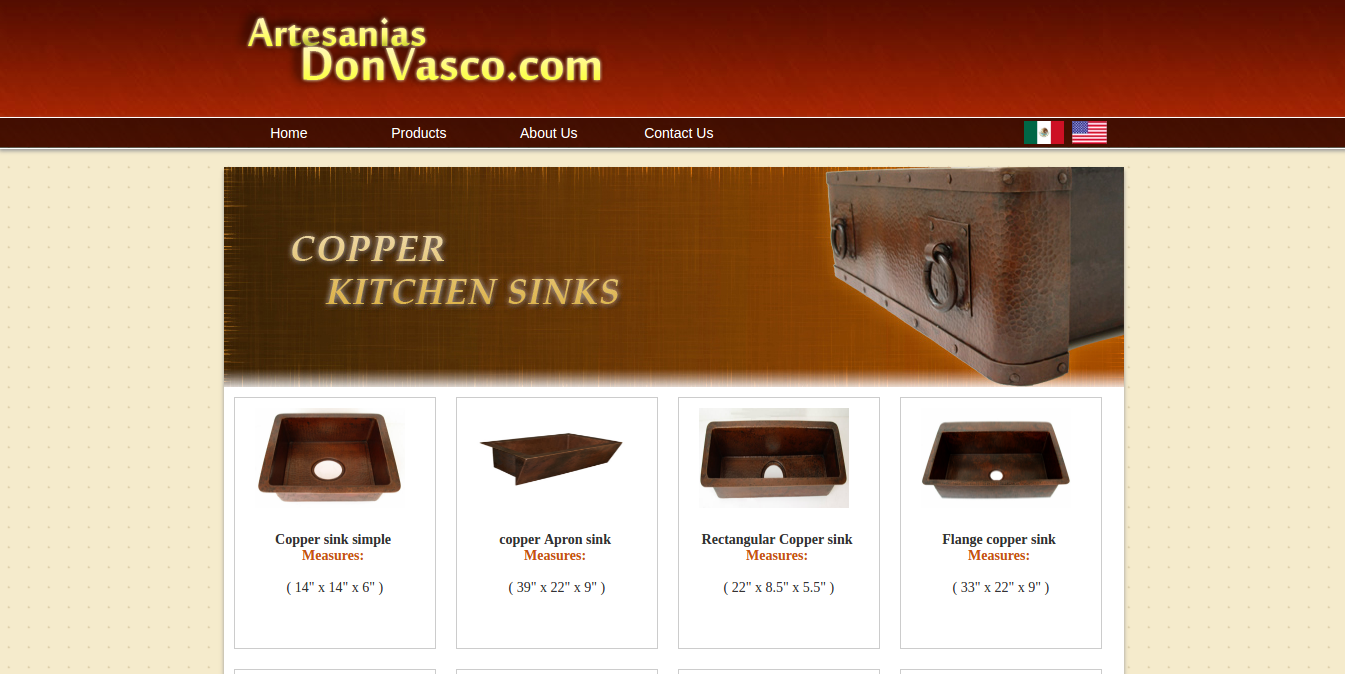 Artesanias
DonVasco.com
Home Products About Us Contact Us
COPPER
KITCHEN SINKS
Copper sink simple
Measures:
( 14" x 14" x 6" )
copper Apron sink
Measures:
( 39" x 22" x 9" )
Rectangular Copper sink
Measures:
( 22" x 8.5" x 5.5" )
Flange copper sink
Measures:
( 33" x 22" x 9" )